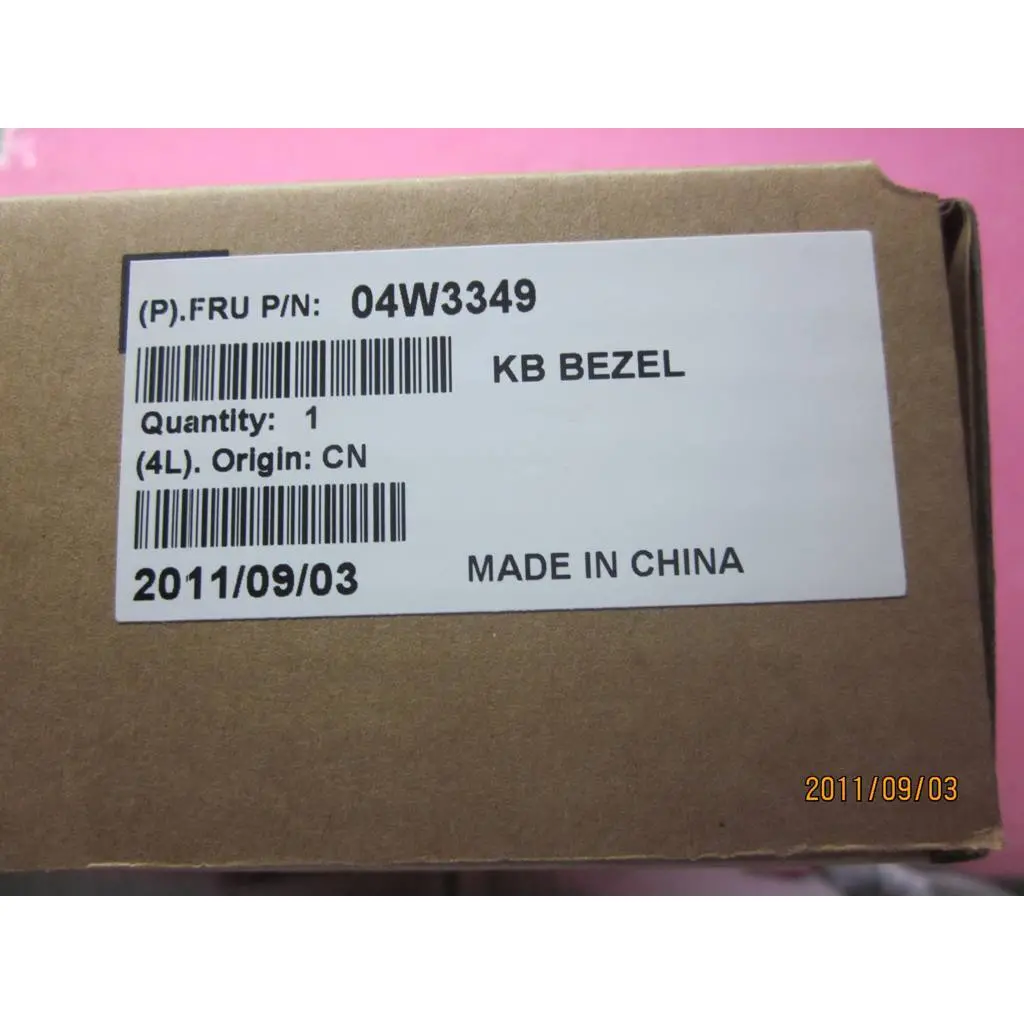 (P).FRU P/N: 04W3349
KB BEZEL
Quantity: 1
(4L). Origin: CN
2011/09/03
MADE IN CHINA
2011/09/03